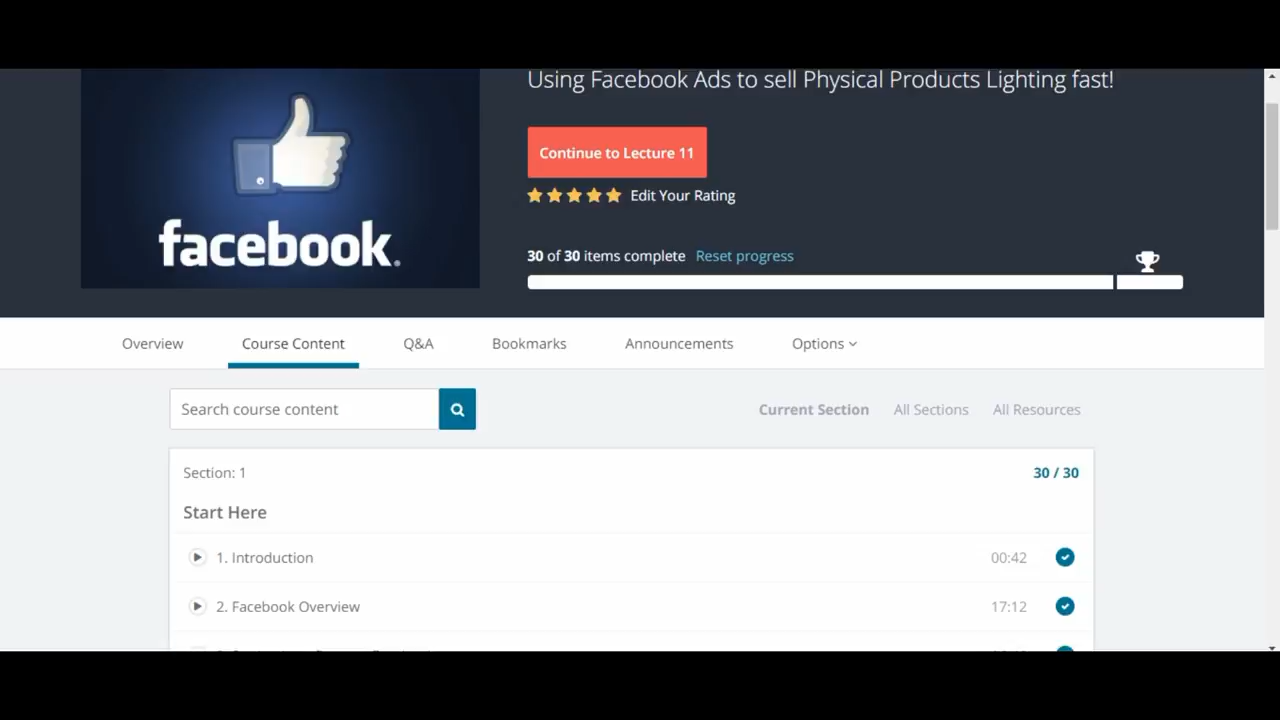 Using Facebook Ads to sell Physical Products Lighting fast!
facebook.
Continue to Lecture 11
Edit Your Rating
30 of 30 items complete Reset progress
Overview Course Content Q&A Bookmarks Announcements Options
Search course content
Current Section All Sections All Resources
Section: 1 30 / 30
Start Here
1. Introduction 00:42
2. Facebook Overview 17:12